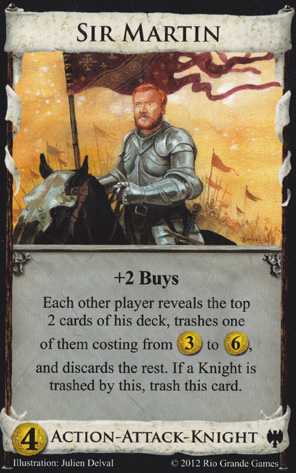 SIR MARTIN
+2 Buys
Each other player reveals the top
2 cards of his deck, trashes one
of them costing from 3 to 6,
and discards the rest. If a Knight is
trashed by this, trash this card.
4 ACTION-ATTACK-KNIGHT
Illustration: Julien Delval © 2012 Rio Grande Games